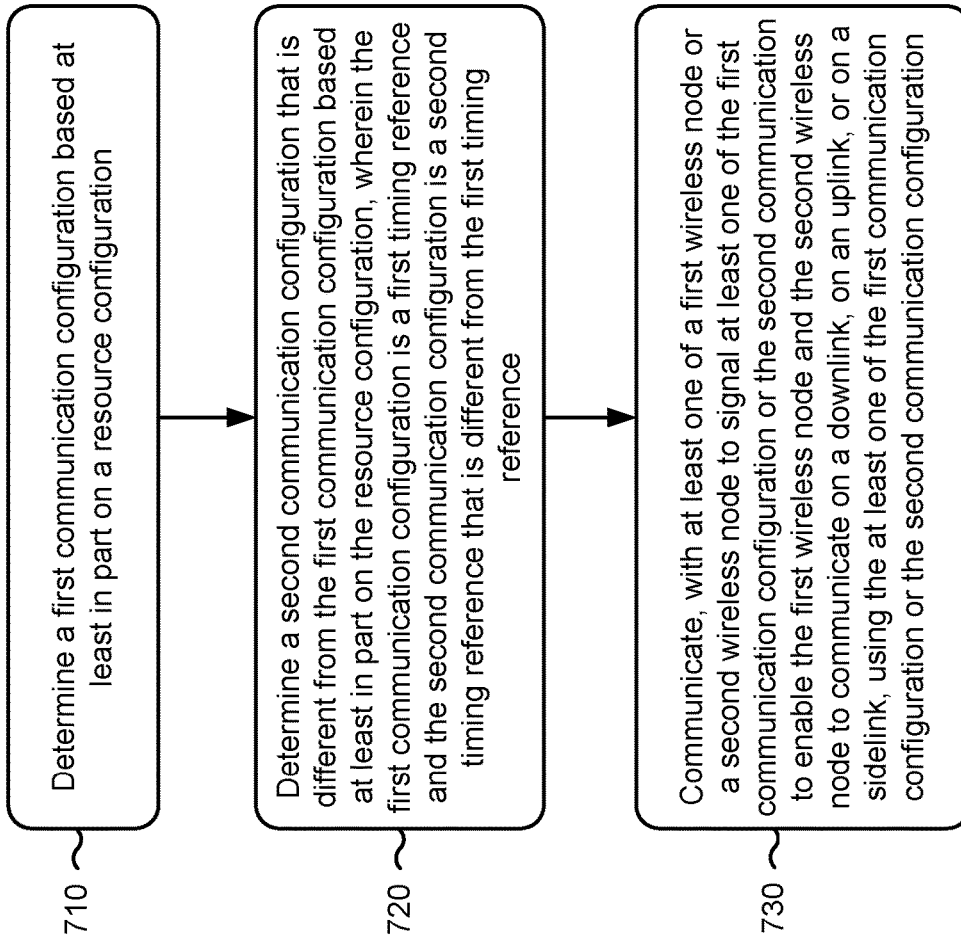 710
Determine a first communication configuration based at
least in part on a resource configuration
720
Determine a second communication configuration that is
different from the first communication configuration based
at least in part on the resource configuration, wherein the
first communication configuration is a first timing reference
and the second communication configuration is a second
timing reference that is different from the first timing
reference
730
Communicate, with at least one of a first wireless node or
a second wireless node to signal at least one of the first
communication configuration or the second communication
to enable the first wireless node and the second wireless
node to communicate on a downlink, on an uplink, or on a
sidelink, using the at least one of the first communication
configuration or the second communication configuration